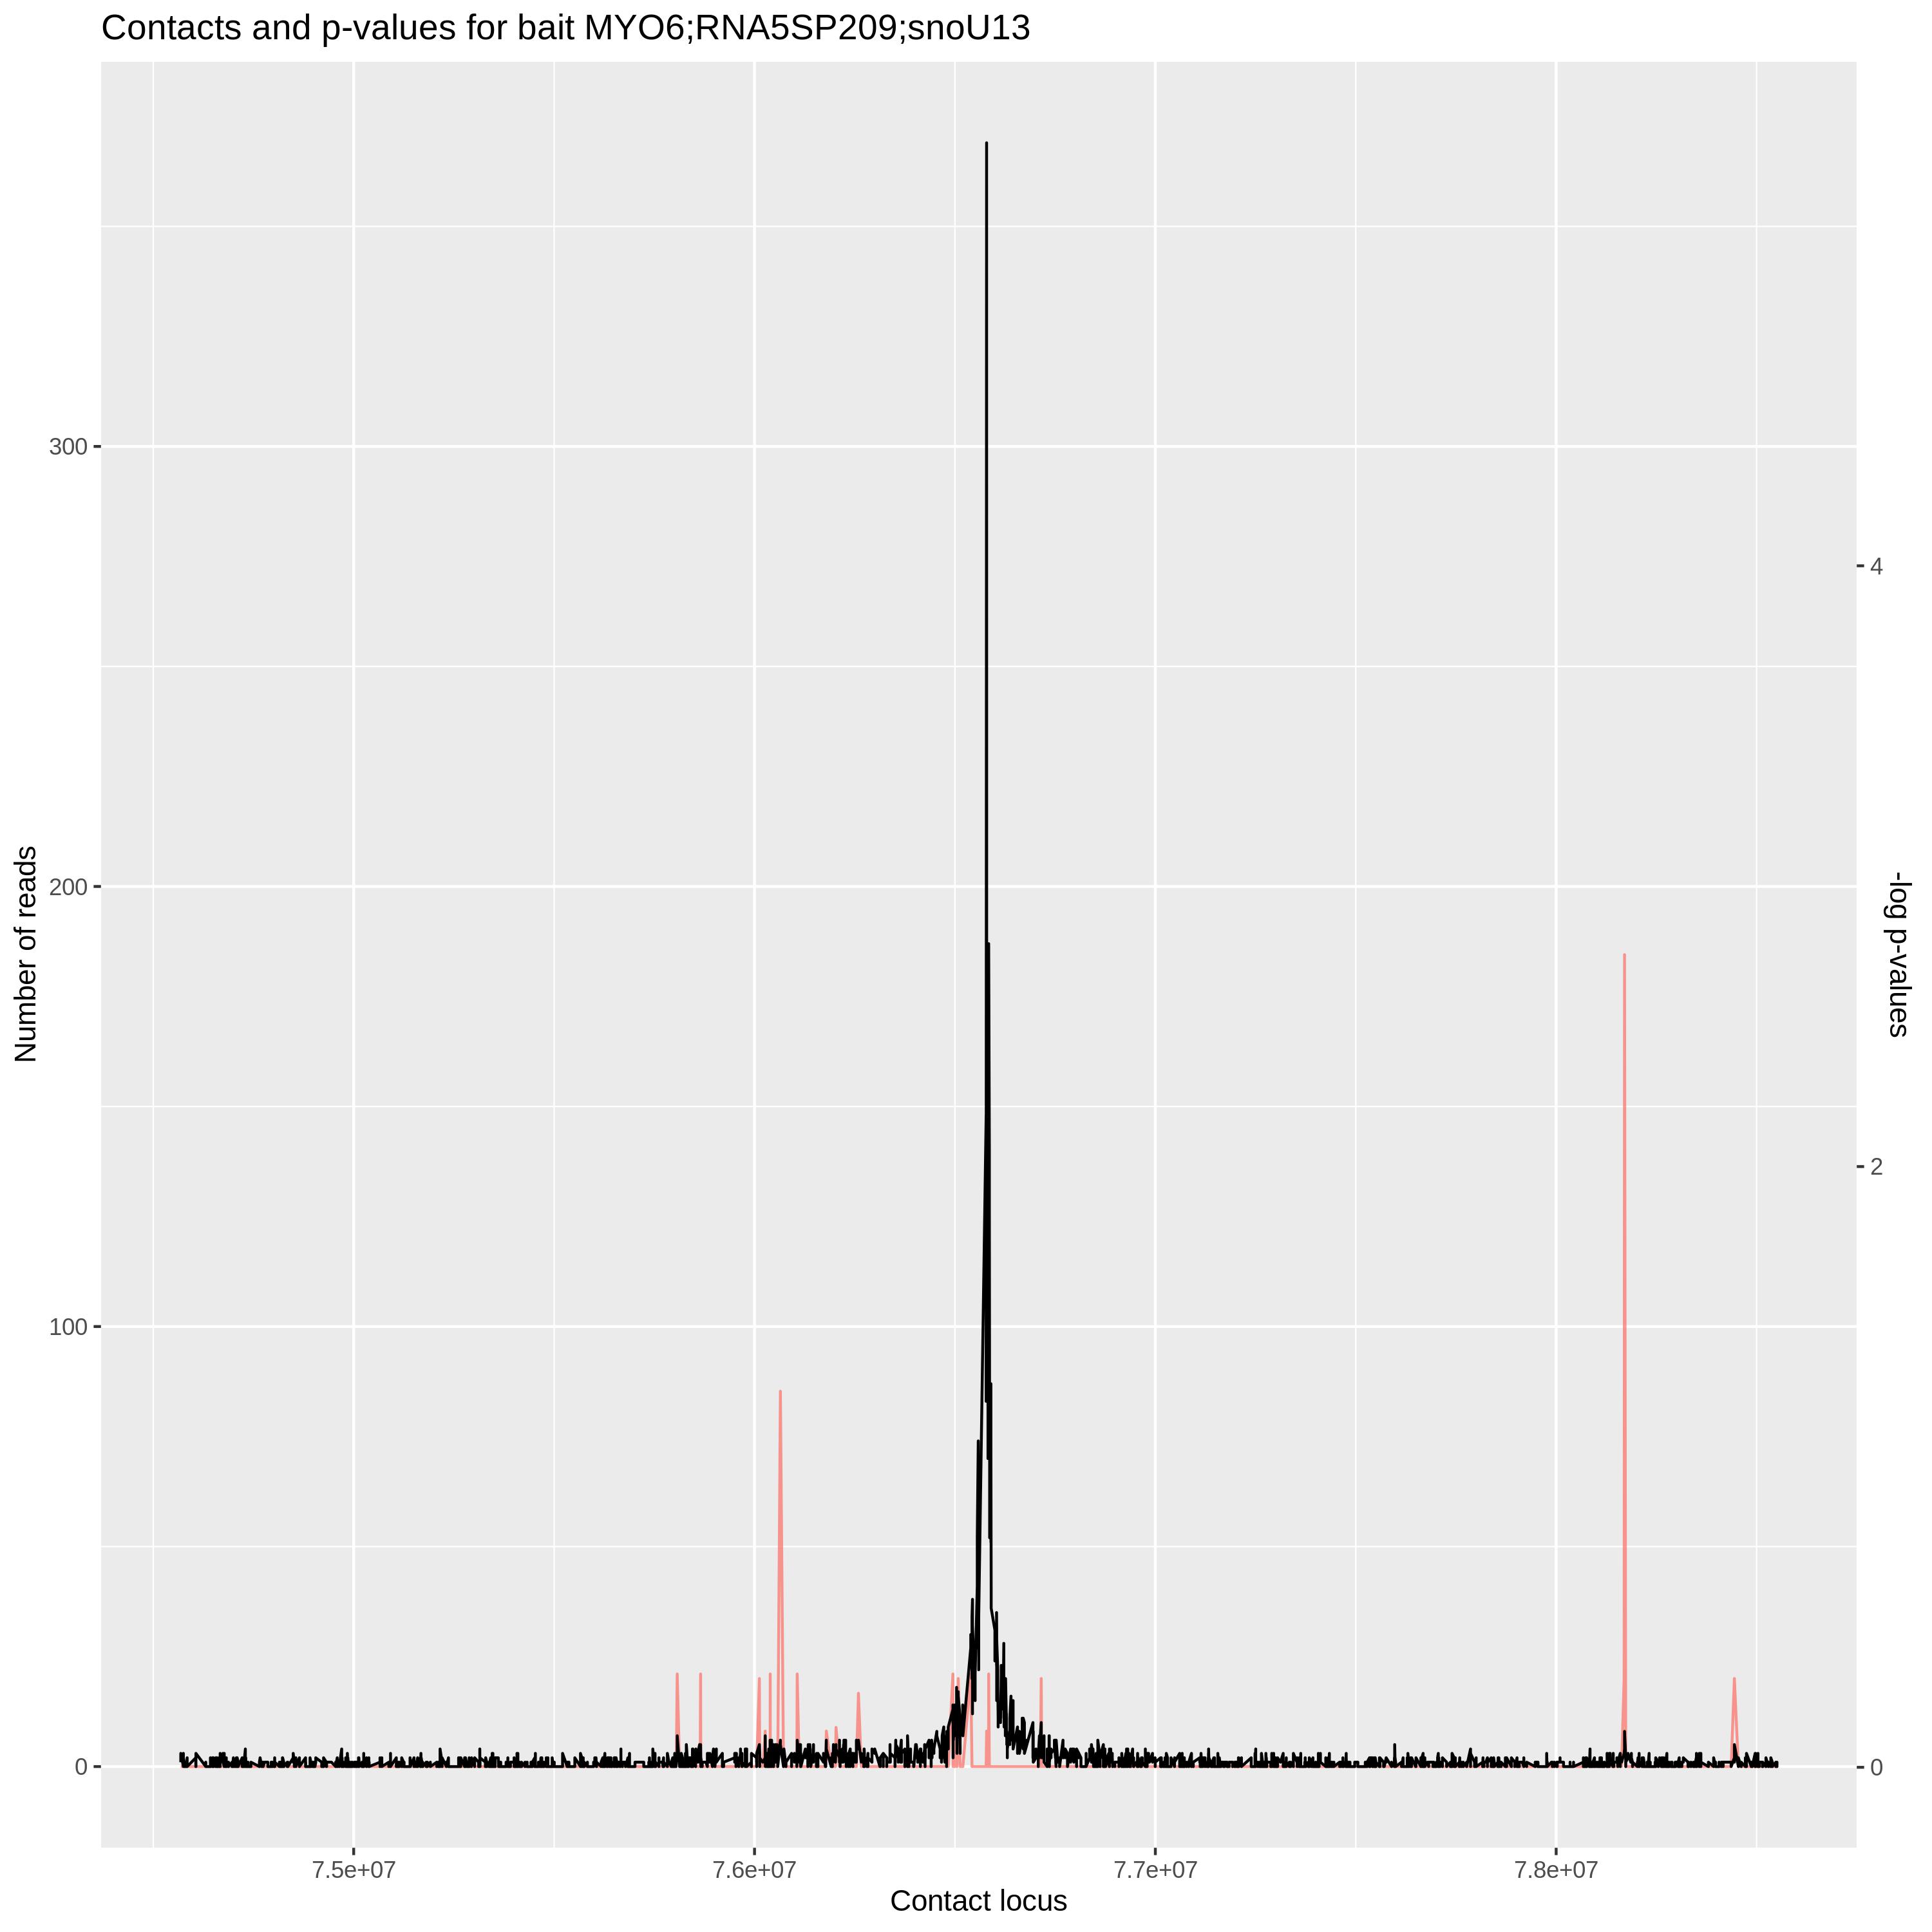 Contacts and p-values for bait MYO6;RNA5SP209;snoU13
Number of reads
300
200
100
0
4
2
0
-log p-values
7.5e+07
7.6e+07
7.7e+07
7.8e+07
Contact locus